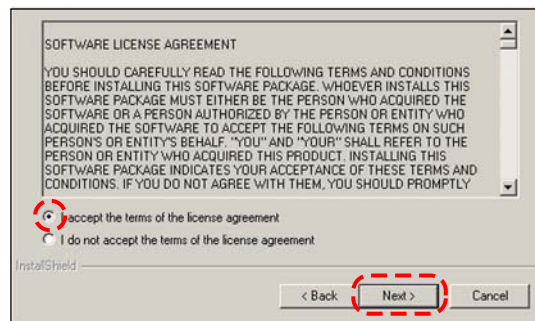 SOFTWARE LICENSE AGREEMENT
YOU SHOULD CAREFULLY READ THE FOLLOWING TERMS AND CONDITIONS
BEFORE INSTALLING THIS SOFTWARE PACKAGE. WHOEVER INSTALLS THIS
SOFTWARE PACKAGE MUST EITHER BE THE PERSON WHO ACQUIRED THE
SOFTWARE OR A PERSON AUTHORIZED BY THE PERSON OR ENTITY WHO
ACQUIRED THE SOFTWARE TO ACCEPT THE FOLLOWING TERMS ON SUCH
PERSON'S OR ENTITY'S BEHALF. "YOU" AND "YOUR" SHALL REFER TO THE
PERSON OR ENTITY WHO ACQUIRED THIS PRODUCT. INSTALLING THIS
SOFTWARE PACKAGE INDICATES YOUR ACCEPTANCE OF THESE TERMS AND
CONDITIONS. IF YOU DO NOT AGREE WITH THEM, YOU SHOULD PROMPTLY
I accept the terms of the license agreement
I do not accept the terms of the license agreement
InstallShield
< Back Next > Cancel